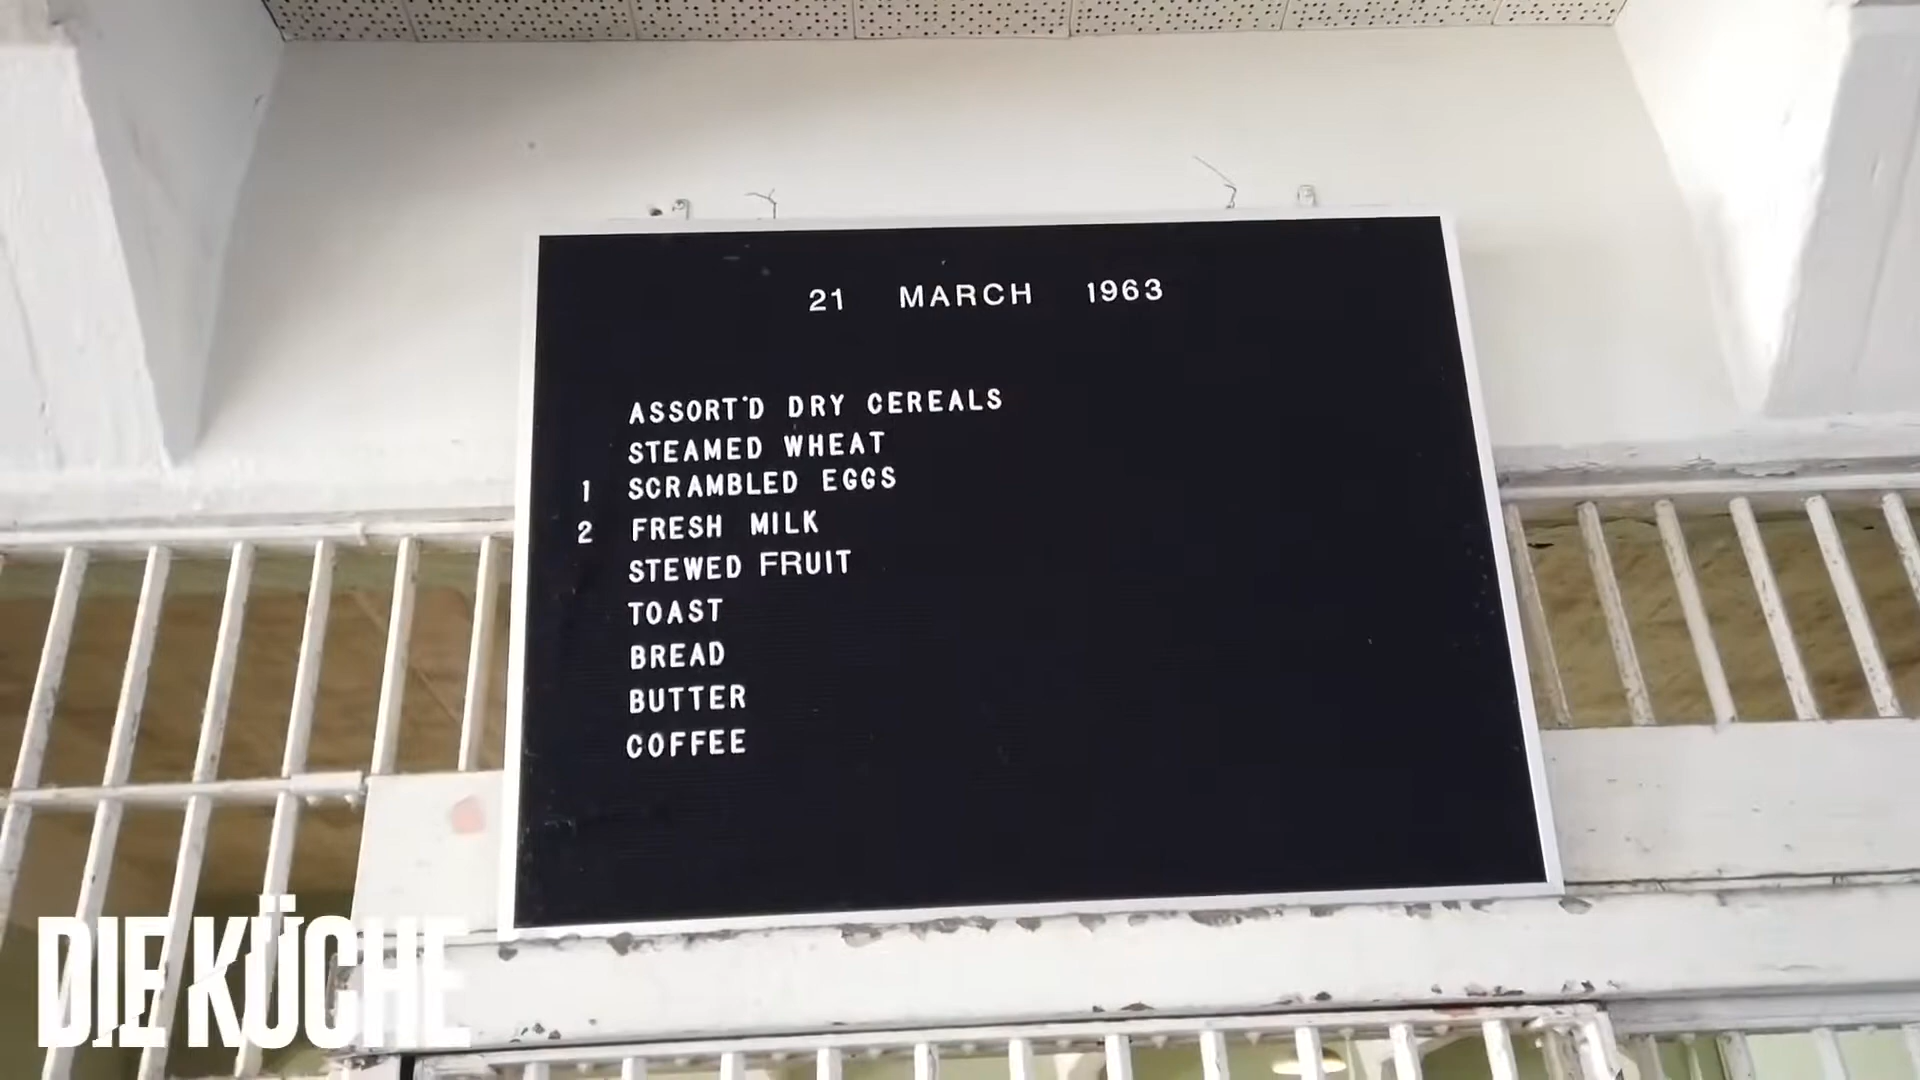 21 MARCH 1963
ASSORT'D DRY CEREALS
STEAMED WHEAT
1 SCRAMBLED EGGS
2 FRESH MILK
STEWED FRUIT
TOAST
BREAD
BUTTER
COFFEE
DIE KÜCHE